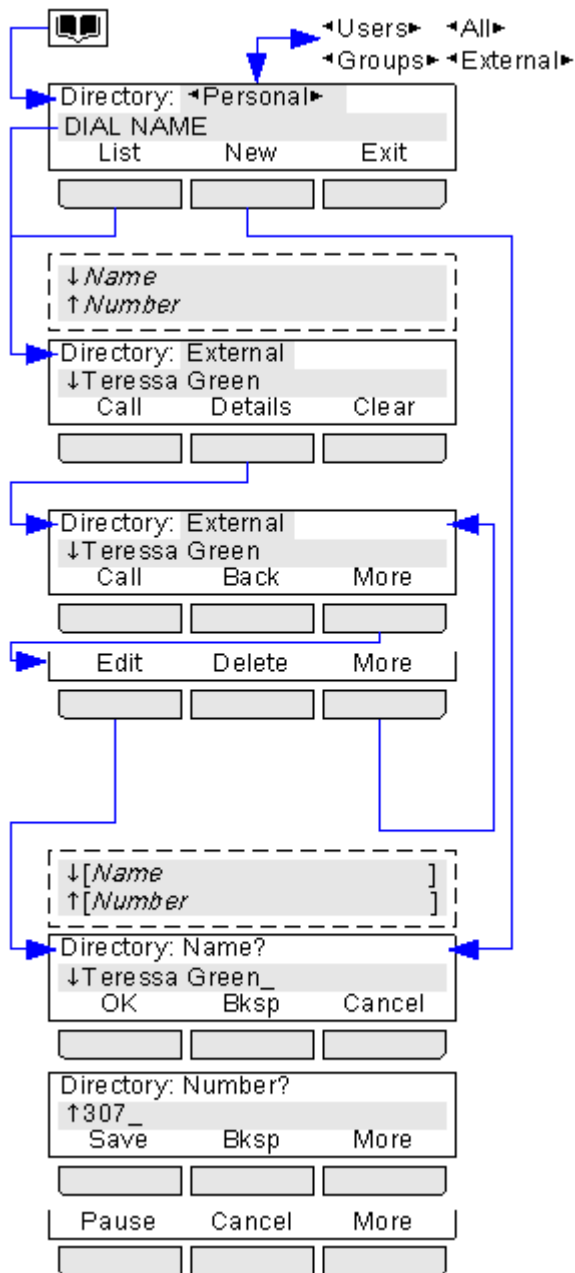 ◄Users► ◄All►
◄Groups► ◄External►
Directory: ◄Personal►
DIAL NAME
List New Exit
↓Name
↑Number
Directory: External
↓Teressa Green
Call Details Clear
Directory: External
↓Teressa Green
Call Back More
Edit Delete More
↓[Name ]
↑[Number ]
Directory: Name?
↓Teressa Green_
OK Bksp Cancel
Directory: Number?
↑307_
Save Bksp More
Pause Cancel More